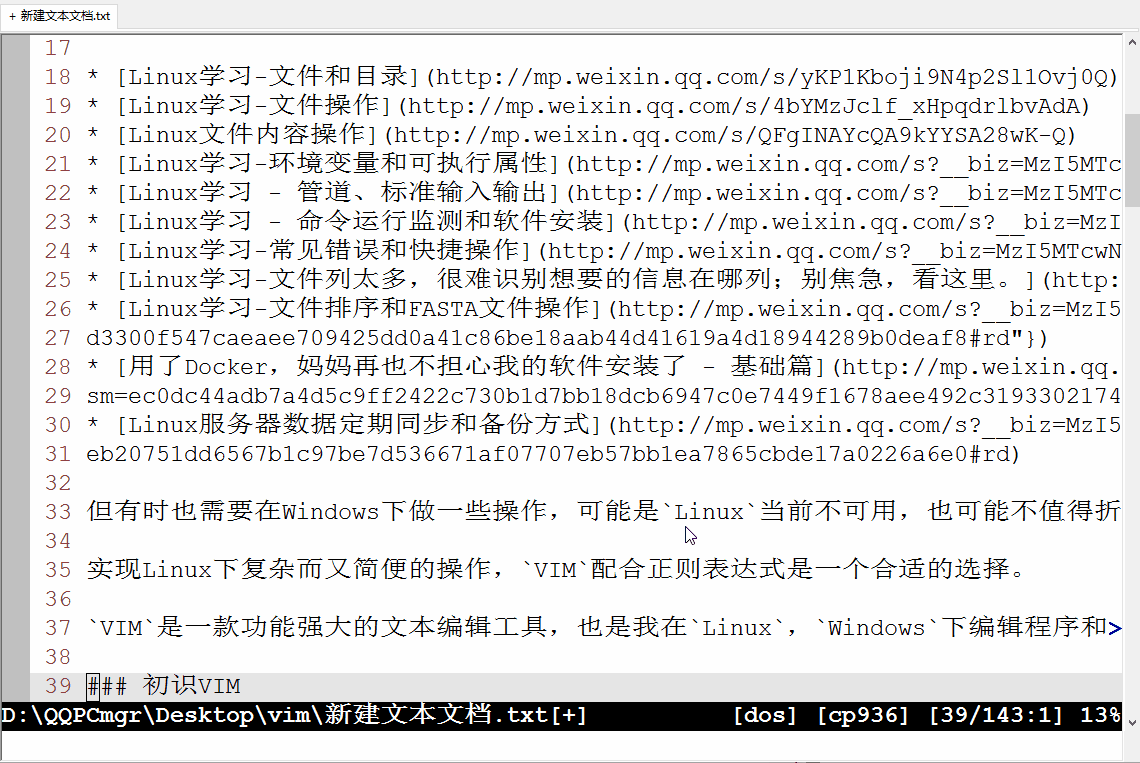 + 新建文本文档.txt
17
18 * [Linux学习-文件和目录](http://mp.weixin.qq.com/s/yKP1Kboji9N4p2Sl1Ovj0Q)
19 * [Linux学习-文件操作](http://mp.weixin.qq.com/s/4bYMzJclf_xHpqdrlbvAdA)
20 * [Linux文件内容操作](http://mp.weixin.qq.com/s/QFgINAYcQA9kYYSA28wK-Q)
21 * [Linux学习-环境变量和可执行属性](http://mp.weixin.qq.com/s?__biz=MzI5MTc
22 * [Linux学习 - 管道、标准输入输出](http://mp.weixin.qq.com/s?__biz=MzI5MTc
23 * [Linux学习 - 命令运行监测和软件安装](http://mp.weixin.qq.com/s?__biz=MzI
24 * [Linux学习-常见错误和快捷操作](http://mp.weixin.qq.com/s?__biz=MzI5MTcwN
25 * [Linux学习-文件列太多，很难识别想要的信息在哪列；别焦急，看这里。](http:
26 * [Linux学习-文件排序和FASTA文件操作](http://mp.weixin.qq.com/s?__biz=MzI5
27 d3300f547caeaee709425dd0a41c86be18aab44d41619a4d18944289b0deaf8#rd"})
28 * [用了Docker，妈妈再也不担心我的软件安装了 - 基础篇](http://mp.weixin.qq.
29 sm=ec0dc44adb7a4d5c9ff2422c730b1d7bb18dcb6947c0e7449f1678aee492c3193302174
30 * [Linux服务器数据定期同步和备份方式](http://mp.weixin.qq.com/s?__biz=MzI5
31 eb20751dd6567b1c97be7d536671af07707eb57bb1ea7865cbde17a0226a6e0#rd)
32
33 但有时也需要在Windows下做一些操作，可能是`Linux`当前不可用，也可能不值得折
34
35 实现Linux下复杂而又简便的操作，`VIM`配合正则表达式是一个合适的选择。
36
37 `VIM`是一款功能强大的文本编辑工具，也是我在`Linux`，`Windows`下编辑程序和>
38
39 ### 初识VIM
D:\QQPCmgr\Desktop\vim\新建文本文档.txt[+] [dos] [cp936] [39/143:1] 13%